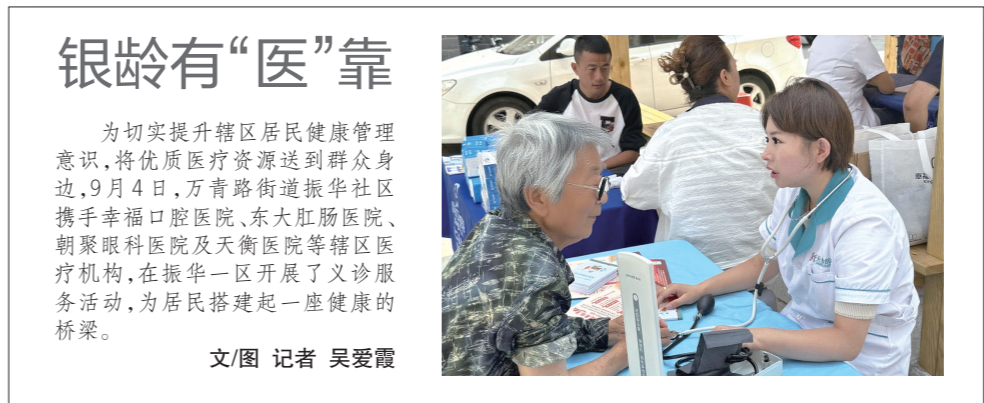 银龄有“医”靠
为切实提升辖区居民健康管理
意识,将优质医疗资源送到群众身
边,9月4日,万青路街道振华社区
携手幸福口腔医院、东大肛肠医院、
朝聚眼科医院及天衡医院等辖区医
疗机构,在振华一区开展了义诊服
务活动,为居民搭建起一座健康的
桥梁。
文/图 记者 吴爱霞